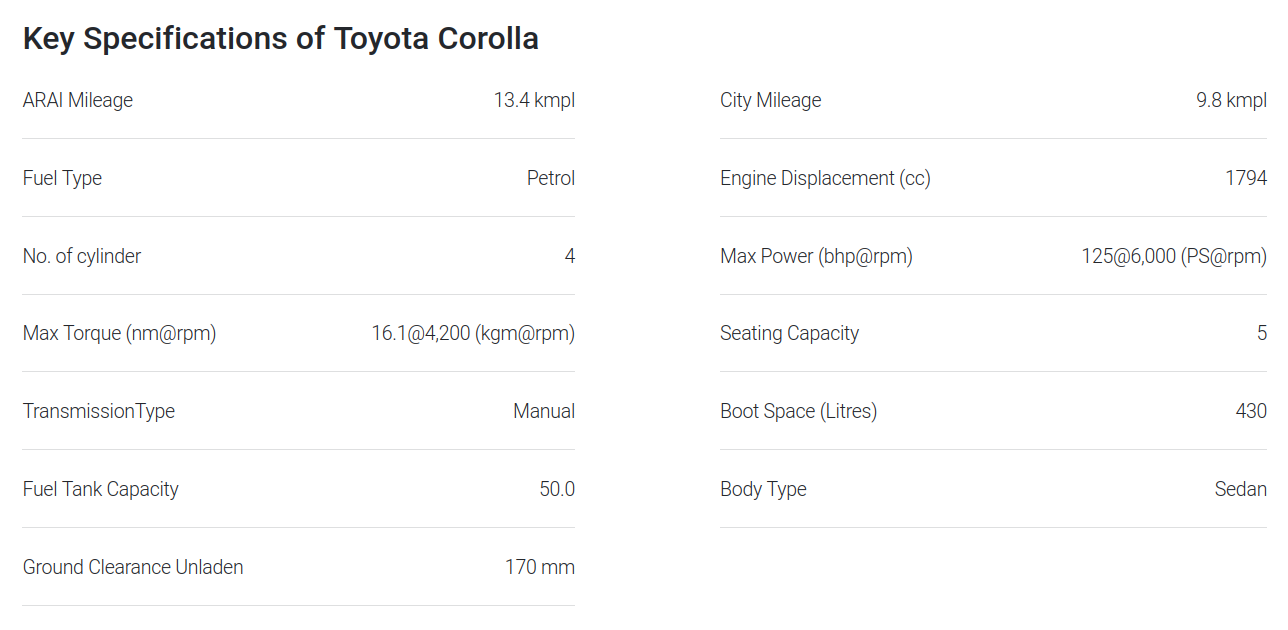 Key Specifications of Toyota Corolla
ARAI Mileage 13.4 kmpl
City Mileage 9.8 kmpl
Fuel Type Petrol
Engine Displacement (cc) 1794
No. of cylinder 4
Max Power (bhp@rpm) 125@6,000 (PS@rpm)
Max Torque (nm@rpm) 16.1@4,200 (kgm@rpm)
Seating Capacity 5
TransmissionType Manual
Boot Space (Litres) 430
Fuel Tank Capacity 50.0
Body Type Sedan
Ground Clearance Unladen 170 mm